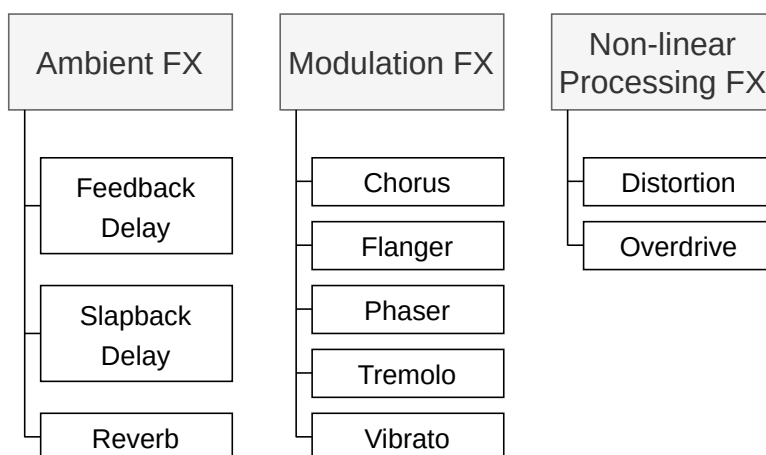 Ambient FX
Feedback
Delay
Slapback
Delay
Reverb
Modulation FX
Chorus
Flanger
Phaser
Tremolo
Vibrato
Non-linear
Processing FX
Distortion
Overdrive